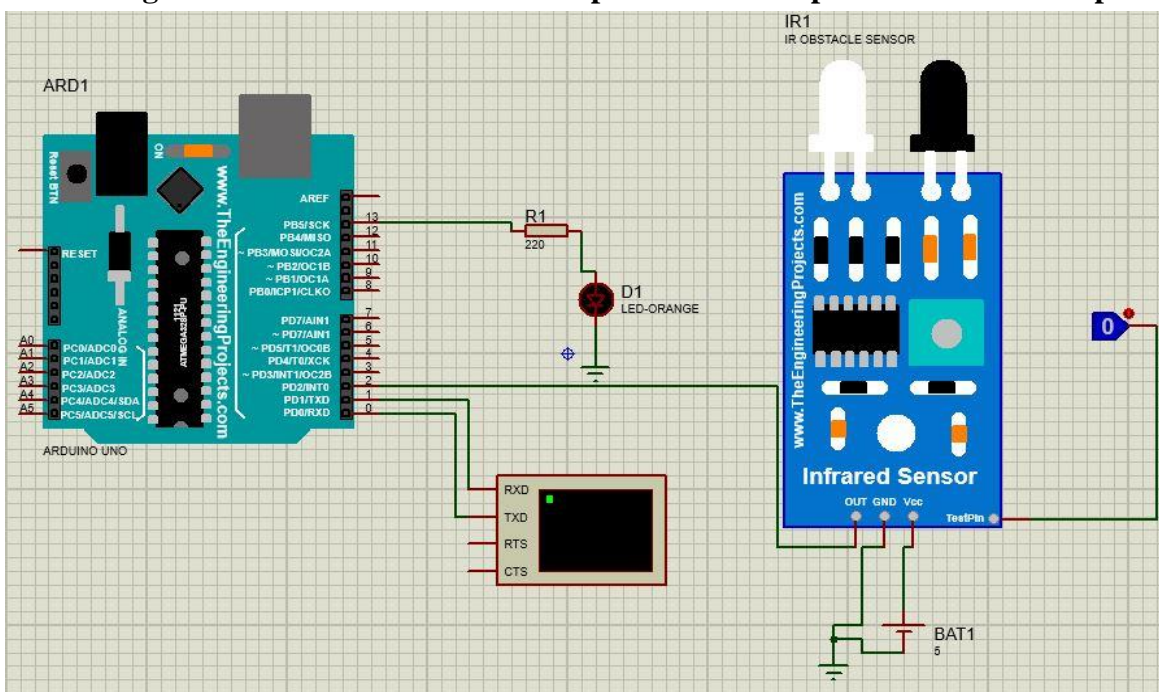 ARD1
Reset BTN
ON
www.TheEngineeringProjects.com
RESET
ANALOG IN
ATMEGA328P-PU
1121
AREF
PB5/SCK
13
PB4/MISO
12
~ PB3/MOSI/OC2A
11
~ PB2/OC1B
10
~ PB1/OC1A
9
PB0/ICP1/CLKO
8
PD7/AIN1
7
~ PD7/AIN1
6
~ PD5/T1/OC0B
5
PD4/T0/XCK
4
~ PD3/INT1/OC2B
3
PD2/INT0
2
PD1/TXD
1
PD0/RXD
0
A0
PC0/ADC0
A1
PC1/ADC1
A2
PC2/ADC2
A3
PC3/ADC3
A4
PC4/ADC4/SDA
A5
PC5/ADC5/SCL
ARDUINO UNO
R1
220
D1
LED-ORANGE
RXD
TXD
RTS
CTS
IR1
IR OBSTACLE SENSOR
www.TheEngineeringProjects.com
Infrared Sensor
OUT GND Vcc
TestPin
0
BAT1
5